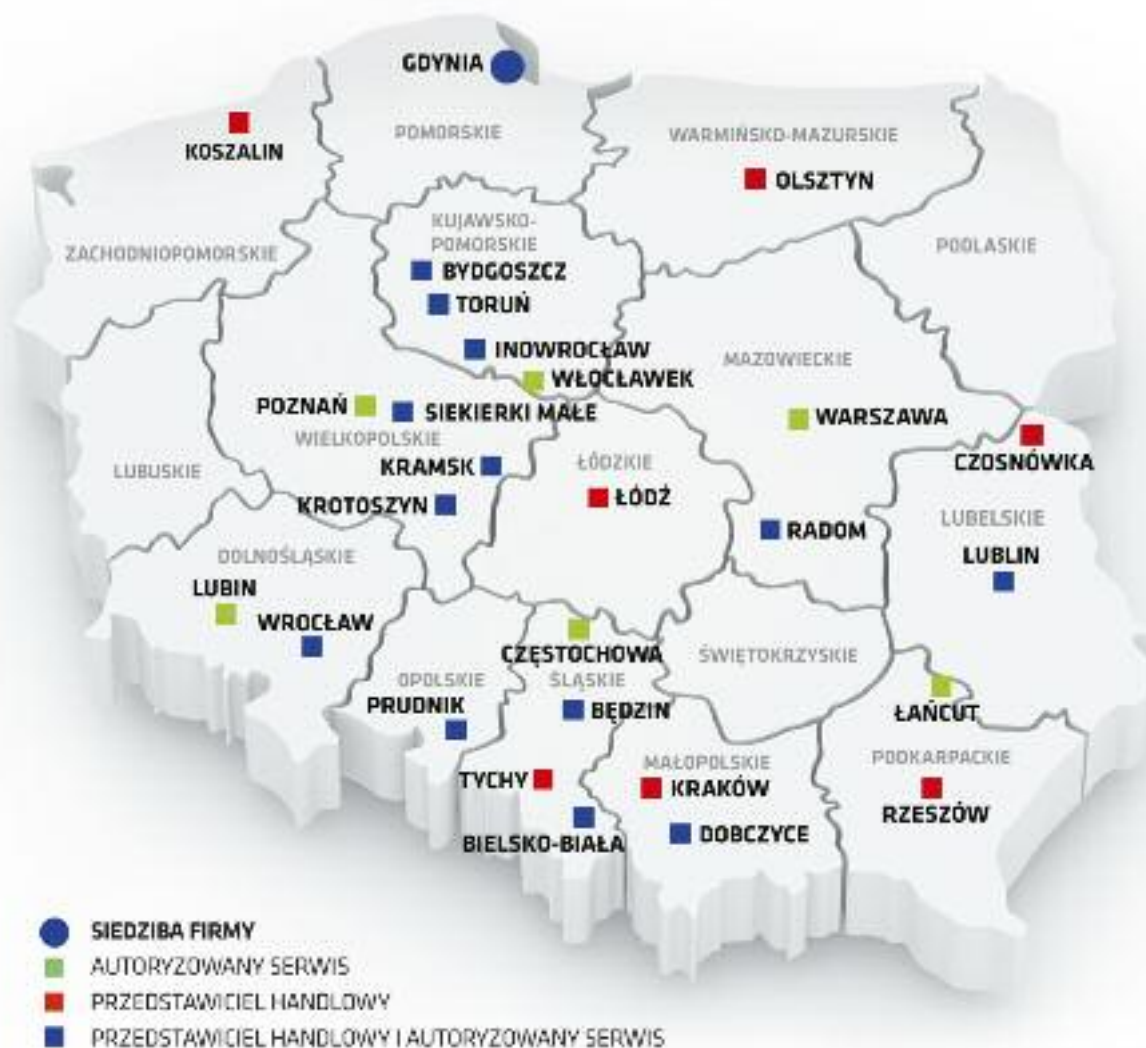 GDYNIA
POMORSKIE
WARMIŃSKO-MAZURSKIE
KOSZALIN
OLSZTYN
KUJAWSKO-
POMORSKIE
ZACHODNIOPOMORSKIE
PODLASKIE
BYDGOSZCZ
TORUŃ
INOWROCŁAW
MAZOWIECKIE
WŁOCŁAWEK
POZNAŃ
SIEKIERKI MAŁE
WARSZAWA
WIELKOPOLSKIE
LUBUSKIE
KRAMSK
ŁÓDZKIE
CZOSNÓWKA
KROTOSZYN
ŁÓDŹ
RADOM
LUBELSKIE
DOLNOŚLĄSKIE
LUBLIN
LUBIN
WROCŁAW
CZĘSTOCHOWA
ŚWIĘTOKRZYSKIE
OPOLSKIE
ŚLĄSKIE
PRUDNIK
BĘDZIN
ŁAŃCUT
MAŁOPOLSKIE
PODKARPACKIE
TYCHY
KRAKÓW
RZESZÓW
BIELSKO-BIAŁA
DOBCZYCE
SIEDZIBA FIRMY
AUTORYZOWANY SERWIS
PRZEDSTAWICIEL HANDLOWY
PRZEDSTAWICIEL HANDLOWY I AUTORYZOWANY SERWIS